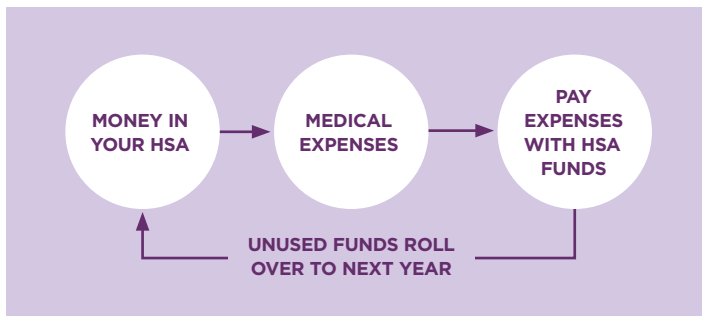 MONEY IN
YOUR HSA
MEDICAL
EXPENSES
PAY
EXPENSES
WITH HSA
FUNDS
UNUSED FUNDS ROLL
OVER TO NEXT YEAR